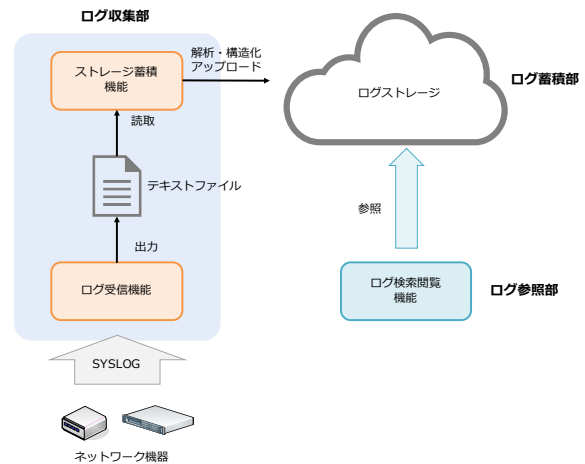 ログ収集部
ストレージ蓄積
機能
解析・構造化
アップロード
ログストレージ
ログ蓄積部
読取
テキストファイル
参照
出力
ログ受信機能
ログ検索閲覧
機能
ログ参照部
SYSLOG
ネットワーク機器